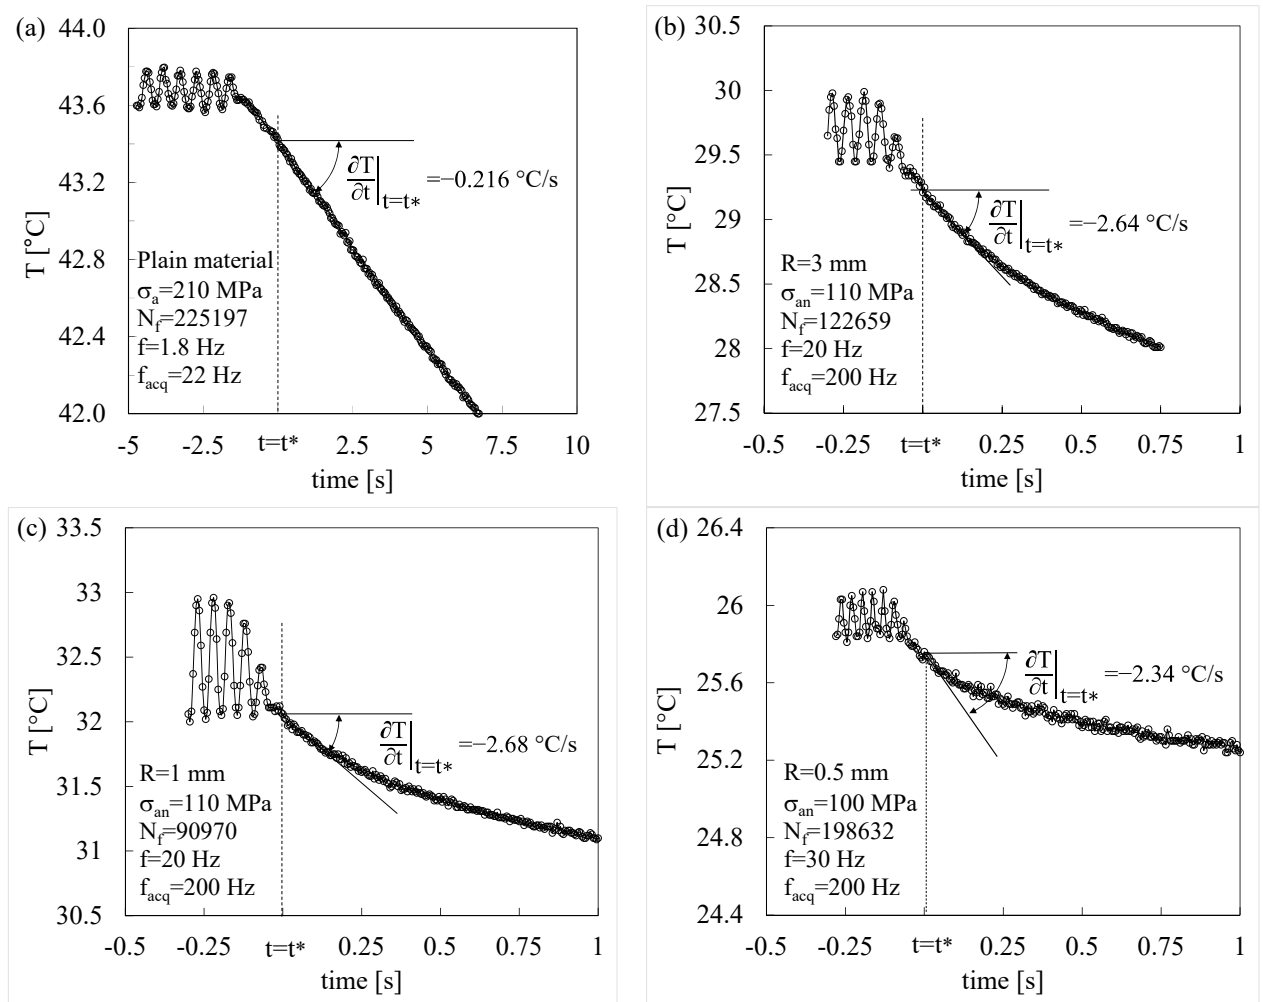 (a)
T [°C]
44.0
43.6
43.2
42.8
42.4
42.0
∂T/∂t|t=t* =−0.216 °C/s
Plain material
σa=210 MPa
Nf=225197
f=1.8 Hz
facq=22 Hz
-5 -2.5 t=t* 2.5 5 7.5 10
time [s]
(b)
T [°C]
30.5
30
29.5
29
28.5
28
27.5
∂T/∂t|t=t* =−2.64 °C/s
R=3 mm
σan=110 MPa
Nf=122659
f=20 Hz
facq=200 Hz
-0.5 -0.25 t=t* 0.25 0.5 0.75 1
time [s]
(c)
T [°C]
33.5
33
32.5
32
31.5
31
30.5
∂T/∂t|t=t* =−2.68 °C/s
R=1 mm
σan=110 MPa
Nf=90970
f=20 Hz
facq=200 Hz
-0.5 -0.25 t=t* 0.25 0.5 0.75 1
time [s]
(d)
T [°C]
26.4
26
25.6
25.2
24.8
24.4
∂T/∂t|t=t* =−2.34 °C/s
R=0.5 mm
σan=100 MPa
Nf=198632
f=30 Hz
facq=200 Hz
-0.5 -0.25 t=t* 0.25 0.5 0.75 1
time [s]